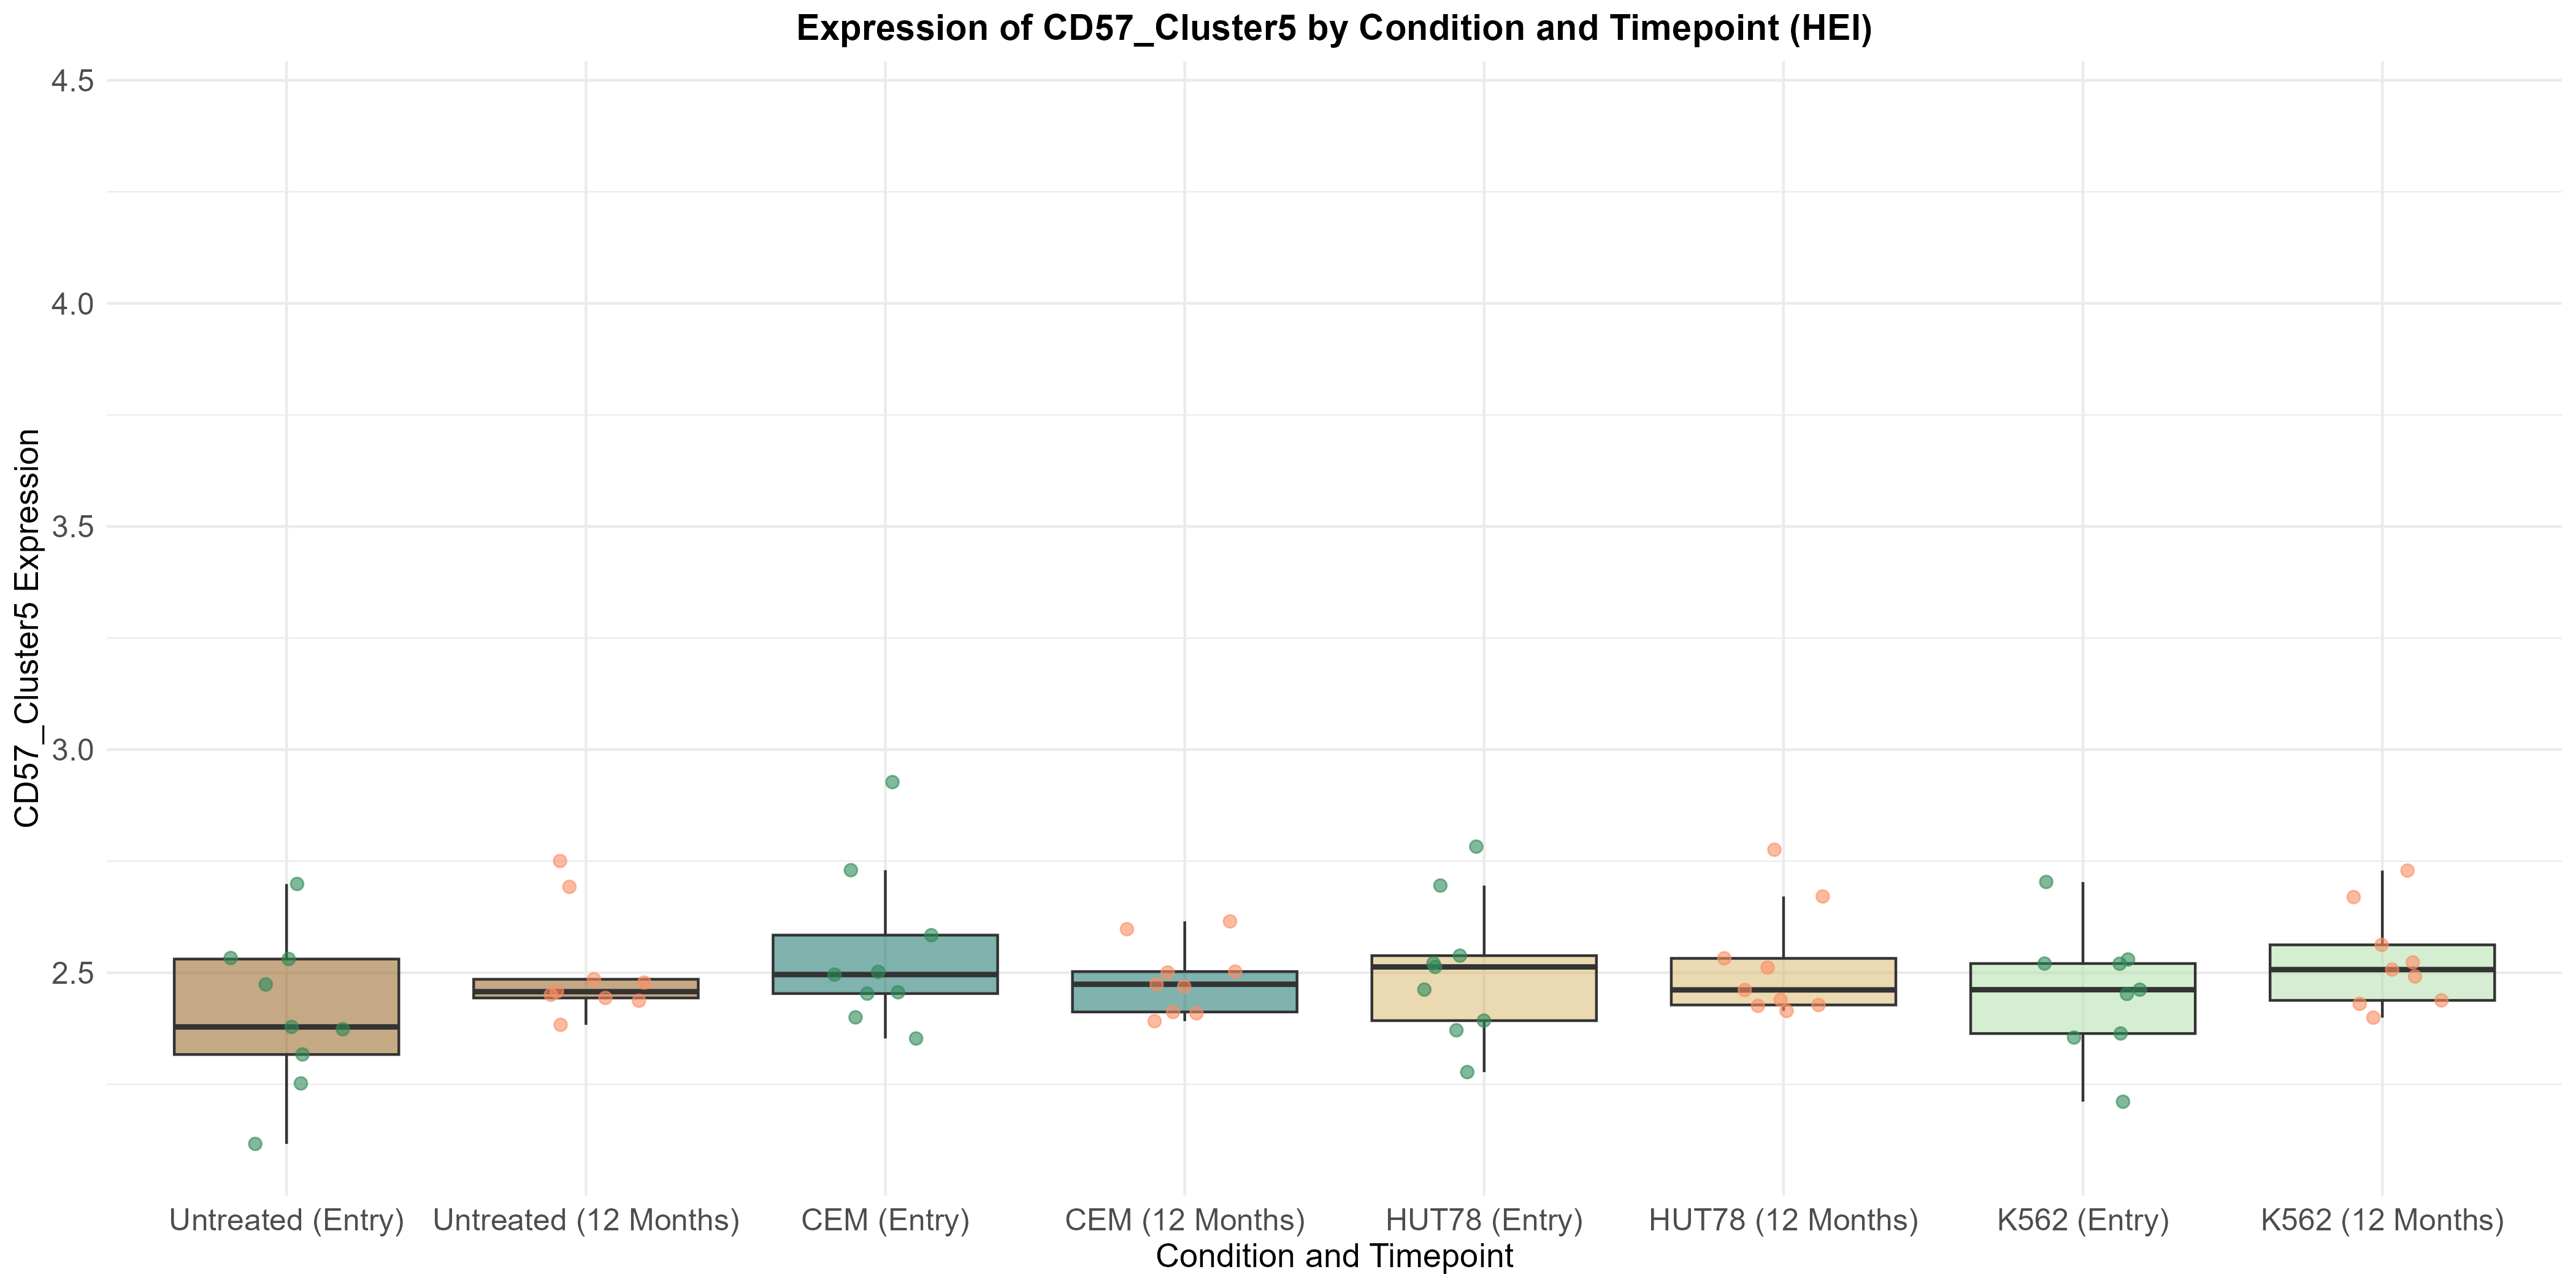 Expression of CD57_Cluster5 by Condition and Timepoint (HEI)
CD57_Cluster5 Expression
4.5
4.0
3.5
3.0
2.5
Untreated (Entry)
Untreated (12 Months)
CEM (Entry)
CEM (12 Months)
HUT78 (Entry)
HUT78 (12 Months)
K562 (Entry)
K562 (12 Months)
Condition and Timepoint